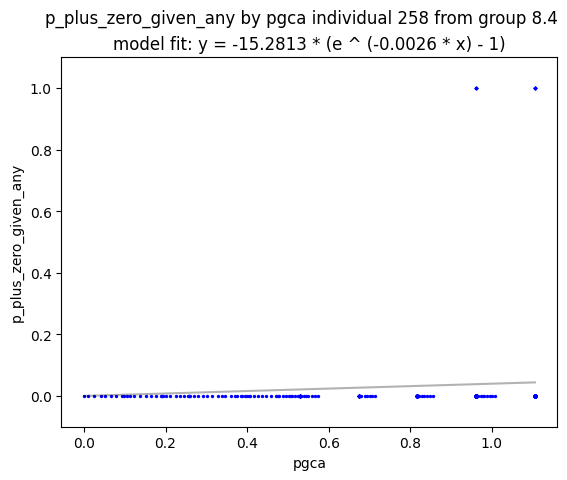 p_plus_zero_given_any by pgca individual 258 from group 8.4
model fit: y = -15.2813 * (e ^ (-0.0026 * x) - 1)
1.0
0.8
0.6
0.4
0.2
0.0
p_plus_zero_given_any
0.0 0.2 0.4 0.6 0.8 1.0
pgca